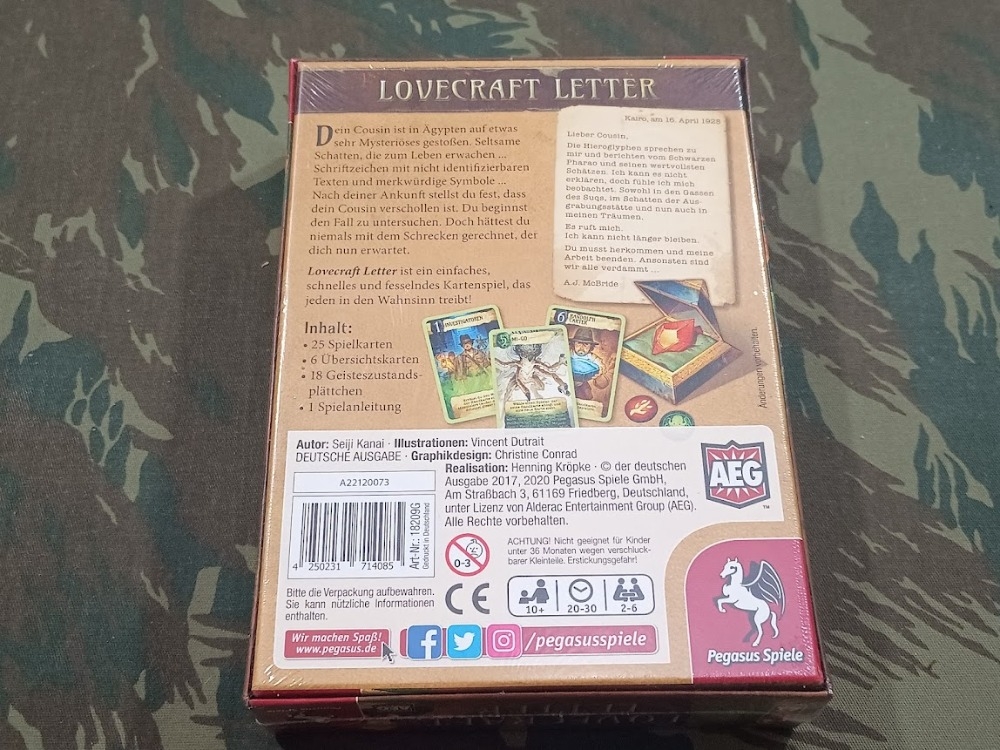 LOVECRAFT LETTER
Dein Cousin ist in Ägypten auf etwas
sehr Mysteriöses gestoßen. Seltsame
Schatten, die zum Leben erwachen ...
Schriftzeichen mit nicht identifizierbaren
Texten und merkwürdige Symbole ...
Nach deiner Ankunft stellst du fest, dass
dein Cousin verschollen ist. Du beginnst
den Fall zu untersuchen. Doch hättest du
niemals mit dem Schrecken gerechnet, der
dich nun erwartet.
Lovecraft Letter ist ein einfaches,
schnelles und fesselndes Kartenspiel, das
jeden in den Wahnsinn treibt!
Kairo, am 16. April 1928
Lieber Cousin,
Die Hieroglyphen sprechen zu
mir und berichten vom Schwarzen
Pharao und seinen wertvollsten
Schätzen. Ich kann es nicht
erklären, doch fühle ich mich
beobachtet. Sowohl in den Gassen
des Suqs, im Schatten der Aus-
grabungsstätte und nun auch in
meinen Träumen.
Es ruft mich.
Ich kann nicht länger bleiben.
Du musst herkommen und meine
Arbeit beenden. Ansonsten sind
wir alle verdammt ...
A.J. McBride
Inhalt:
• 25 Spielkarten
• 6 Übersichtskarten
• 18 Geisteszustands-
plättchen
• 1 Spielanleitung
1 INVESTIGATOREN
5 MI-GO
6 RANDOLPH
CARTER
Änderungen vorbehalten.
Autor: Seiji Kanai · Illustrationen: Vincent Dutrait
DEUTSCHE AUSGABE · Graphikdesign: Christine Conrad
Realisation: Henning Kröpke · © der deutschen
Ausgabe 2017, 2020 Pegasus Spiele GmbH,
Am Straßbach 3, 61169 Friedberg, Deutschland,
unter Lizenz von Alderac Entertainment Group (AEG).
Alle Rechte vorbehalten.
AEG
TM
A22120073
4 250231 714085
Art-Nr.: 18209G
Gedruckt in Deutschland
0-3
ACHTUNG! Nicht geeignet für Kinder
unter 36 Monaten wegen verschluck-
barer Kleinteile. Erstickungsgefahr!
CE
10+ 20-30 2-6
Bitte die Verpackung aufbewahren.
Sie kann nützliche Informationen
enthalten.
Wir machen Spaß!
www.pegasus.de
/pegasusspiele
Pegasus Spiele